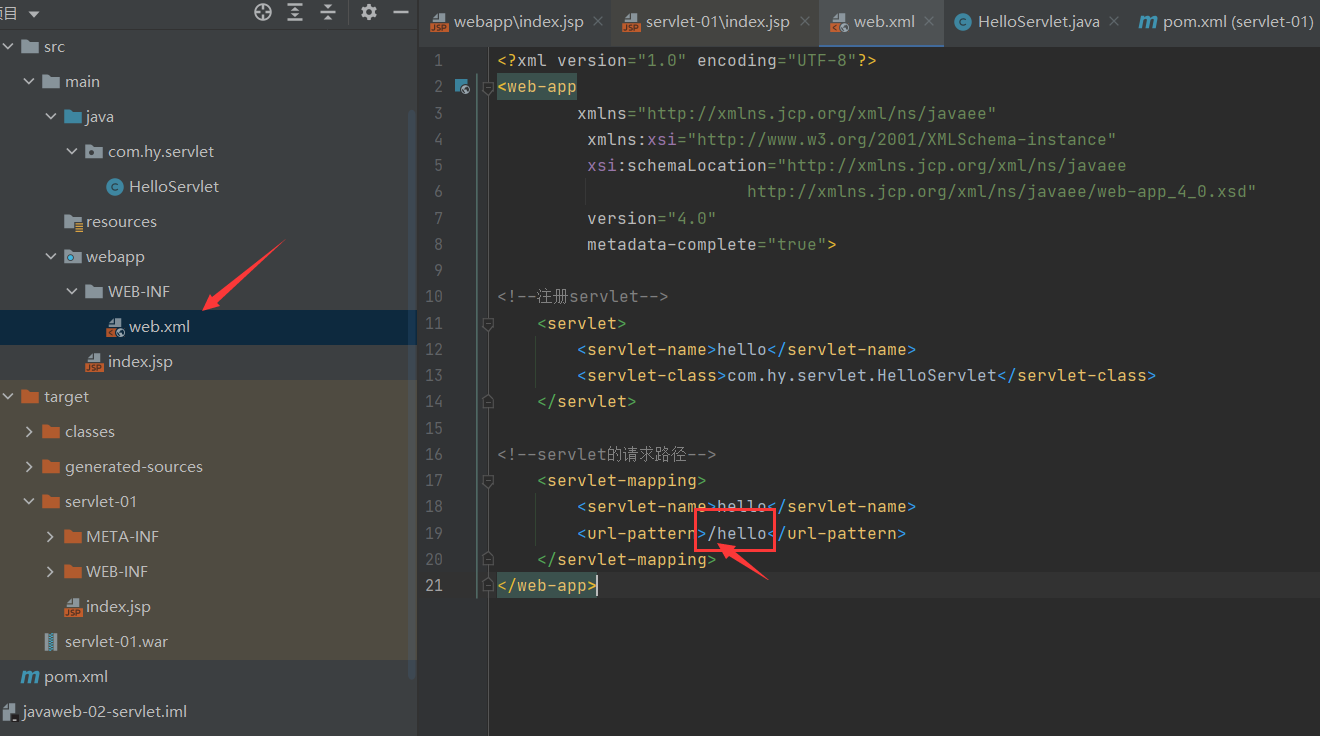 项目
src
main
java
com.hy.servlet
HelloServlet
resources
webapp
WEB-INF
web.xml
index.jsp
target
classes
generated-sources
servlet-01
META-INF
WEB-INF
index.jsp
servlet-01.war
pom.xml
javaweb-02-servlet.iml
webapp\index.jsp
servlet-01\index.jsp
web.xml
HelloServlet.java
pom.xml (servlet-01)
1 <?xml version="1.0" encoding="UTF-8"?>
2 <web-app
3 xmlns="http://xmlns.jcp.org/xml/ns/javaee"
4 xmlns:xsi="http://www.w3.org/2001/XMLSchema-instance"
5 xsi:schemaLocation="http://xmlns.jcp.org/xml/ns/javaee
6 http://xmlns.jcp.org/xml/ns/javaee/web-app_4_0.xsd"
7 version="4.0"
8 metadata-complete="true">
9
10 <!--注册servlet-->
11 <servlet>
12 <servlet-name>hello</servlet-name>
13 <servlet-class>com.hy.servlet.HelloServlet</servlet-class>
14 </servlet>
15
16 <!--servlet的请求路径-->
17 <servlet-mapping>
18 <servlet-name>hello</servlet-name>
19 <url-pattern>/hello</url-pattern>
20 </servlet-mapping>
21 </web-app>